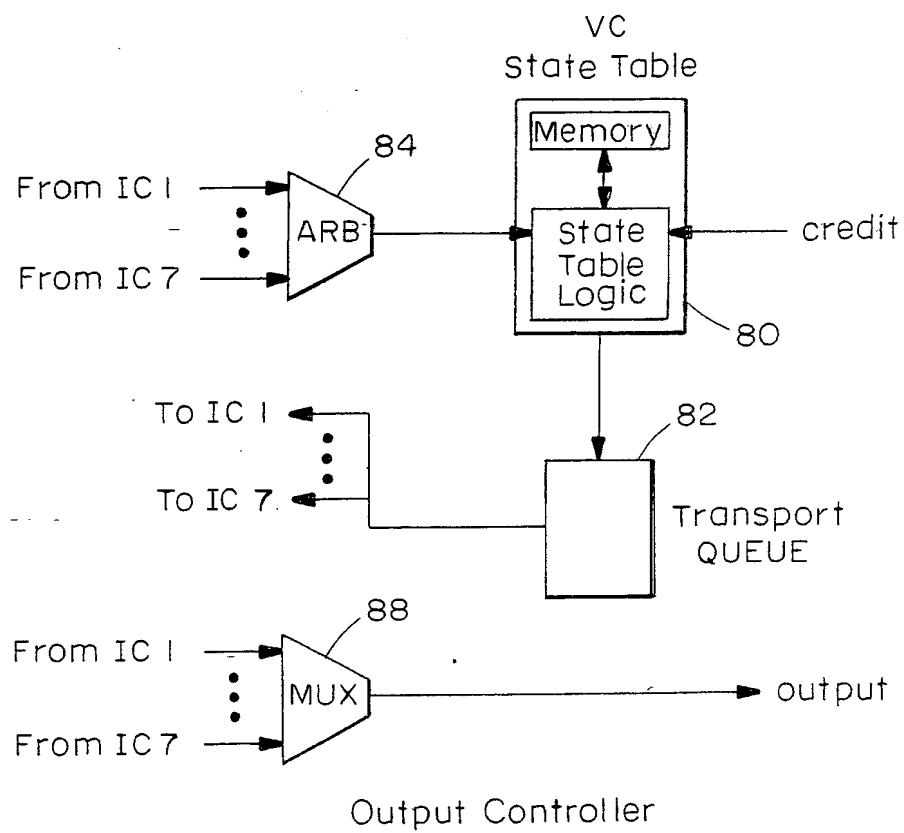 VC
State Table
Memory
84
From IC 1
ARB
State
Table
Logic
credit
From IC 7
80
To IC 1
82
To IC 7
Transport
QUEUE
88
From IC 1
MUX
output
From IC 7
Output Controller